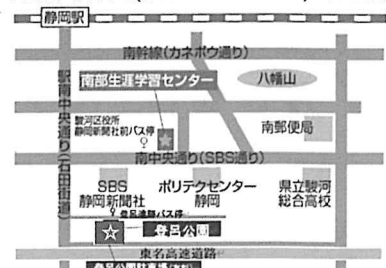 静岡駅
南幹線(カネボウ通り)
南部生涯学習センター
八幡山
駅南中央通り(石田街道)
駿河区役所
静岡新聞社前バス停
南郵便局
南中央通り(SBS通り)
SBS
静岡新聞社
ポリテクセンター
静岡
県立駿河
総合高校
登呂遺跡バス停
登呂公園
東名高速道路